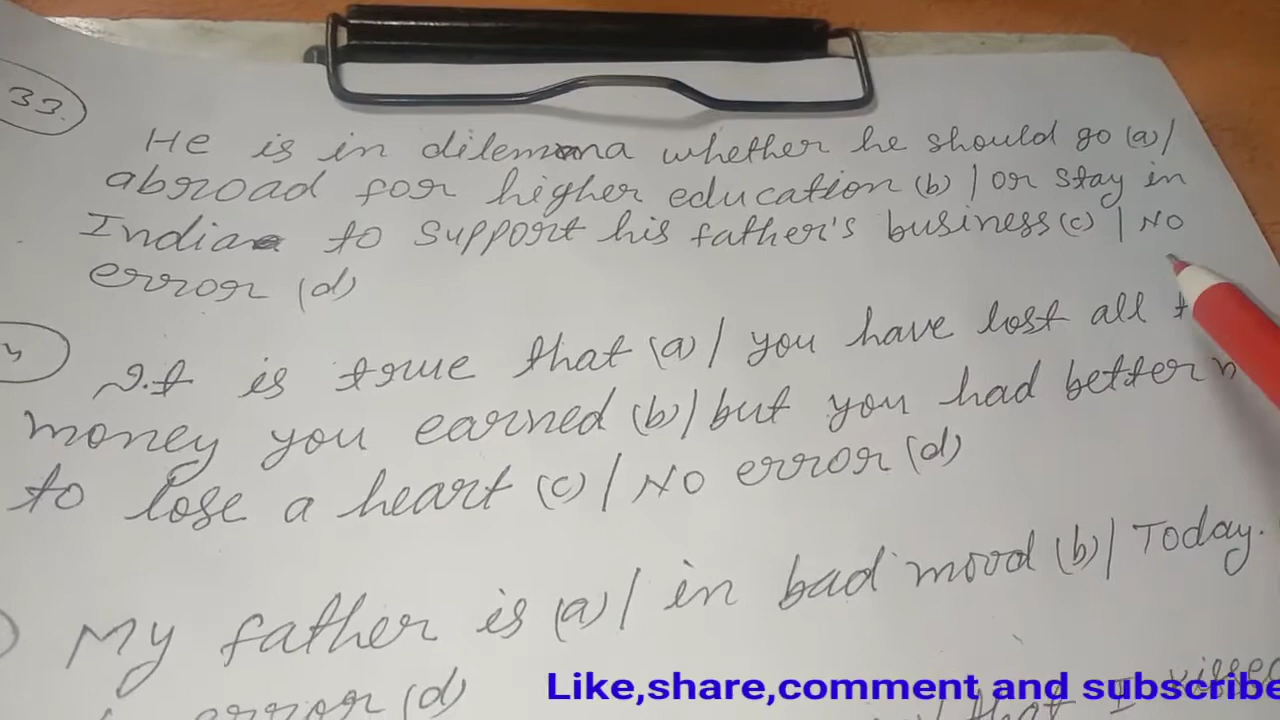 33.
He is in dilemma whether he should go (a)/
abroad for higher education (b) / or stay in
India to support his father's business (c) / No
error (d)
It is true that (a) / you have lost all
money you earned (b) / but you had better
to lose a heart (c) / No error (d)
My father is (a) / in bad mood (b) / Today.
error (d)
that I
Like,share,comment and subscribe